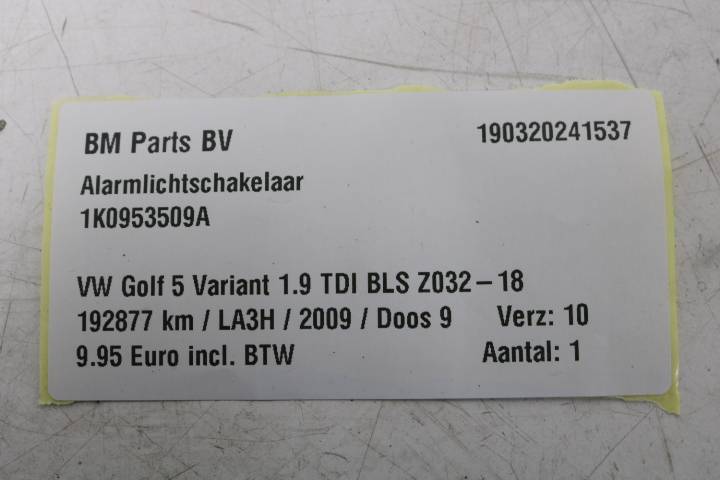 BM Parts BV 190320241537
Alarmlichtschakelaar
1K0953509A
VW Golf 5 Variant 1.9 TDI BLS Z032-18
192877 km / LA3H / 2009 / Doos 9 Verz: 10
9.95 Euro incl. BTW Aantal: 1